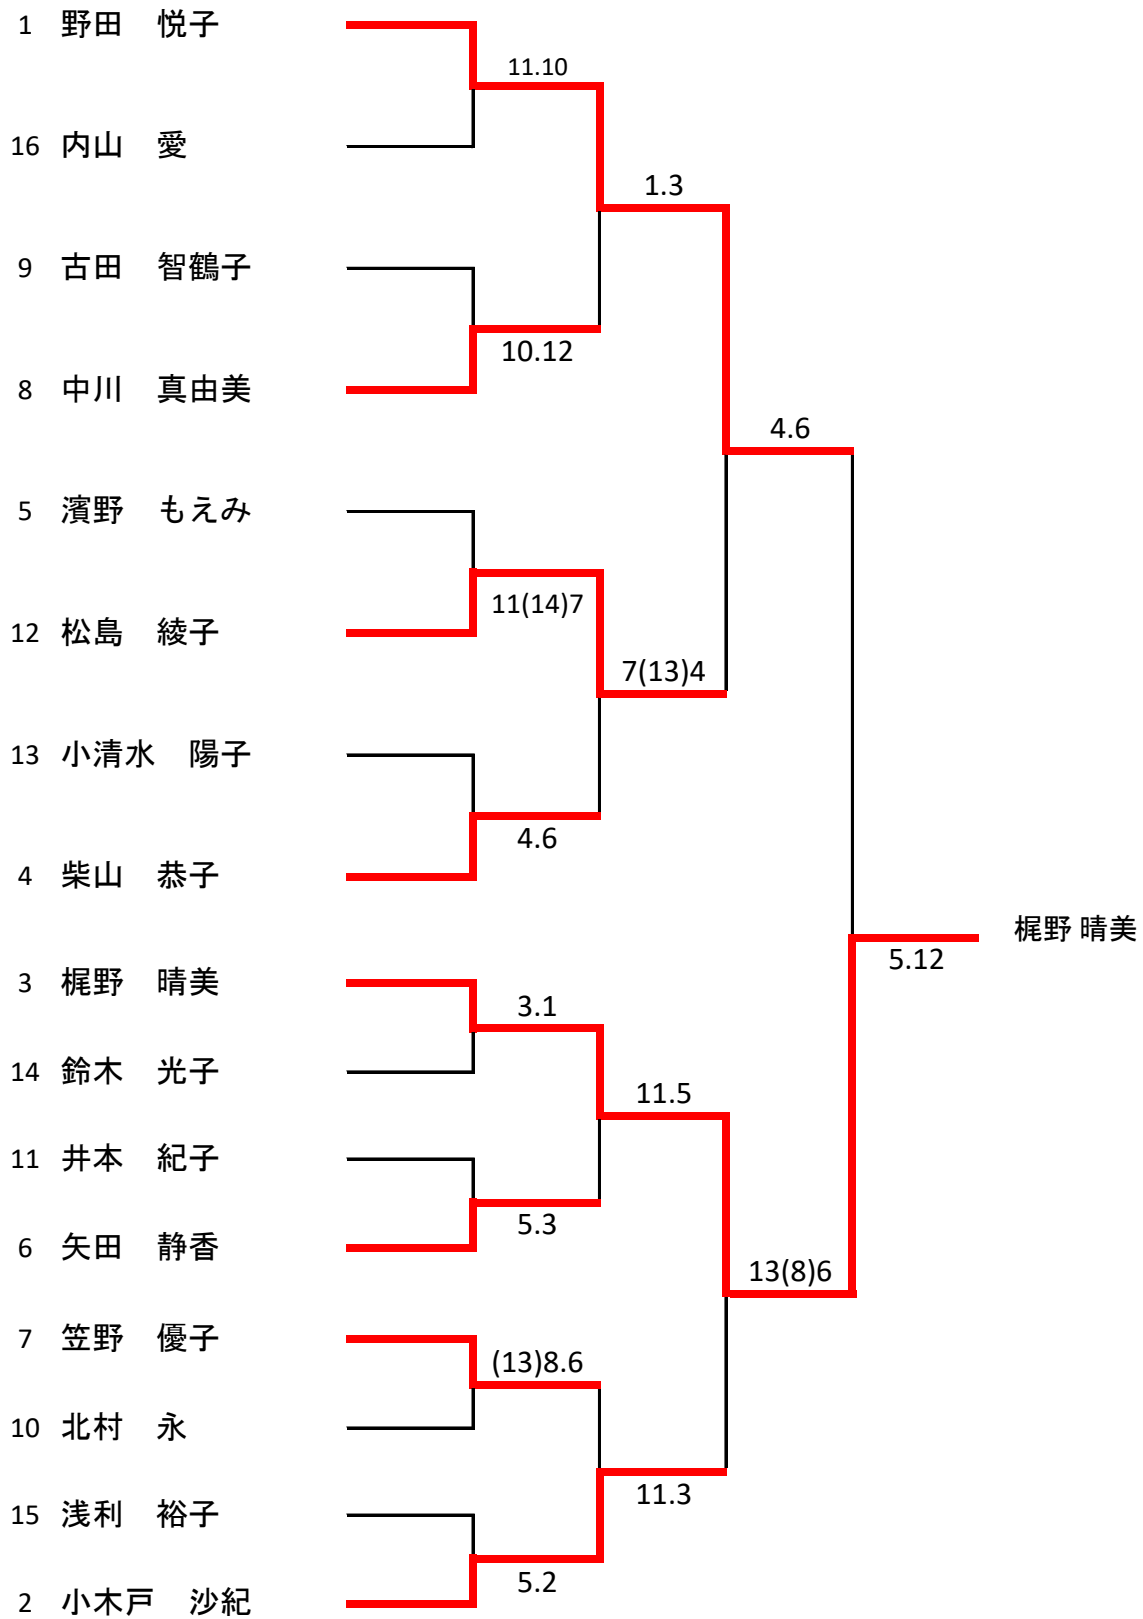 1 野田　悦子
11.10
16 内山　愛
1.3
9 古田　智鶴子
10.12
8 中川　真由美
4.6
5 濱野　もえみ
11(14)7
12 松島　綾子
7(13)4
13 小清水　陽子
4.6
4 柴山　恭子
梶野 晴美
5.12
3 梶野　晴美
3.1
14 鈴木　光子
11.5
11 井本　紀子
5.3
6 矢田　静香
13(8)6
7 笠野　優子
(13)8.6
10 北村　永
11.3
15 浅利　裕子
5.2
2 小木戸　沙紀